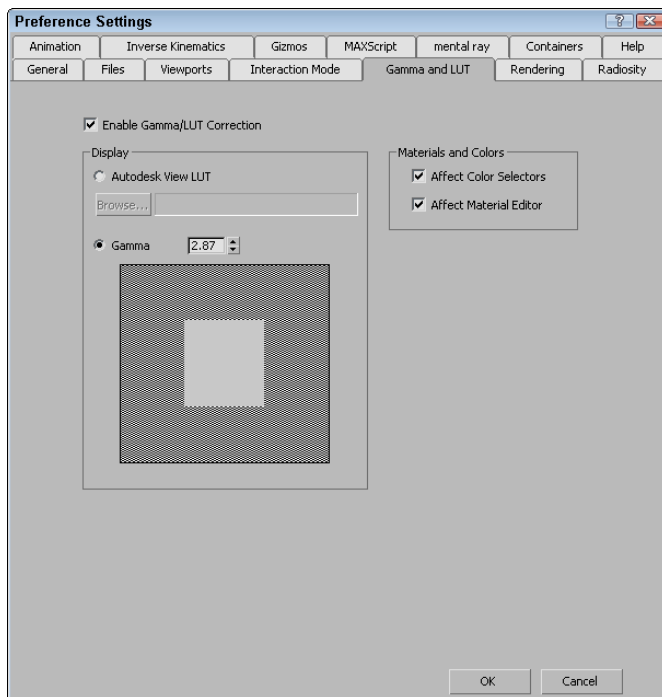 Preference Settings
Animation Inverse Kinematics Gizmos MAXScript mental ray Containers Help
General Files Viewports Interaction Mode Gamma and LUT Rendering Radiosity
Enable Gamma/LUT Correction
Display
Autodesk View LUT
Browse...
Gamma 2.87
Materials and Colors
Affect Color Selectors
Affect Material Editor
OK Cancel